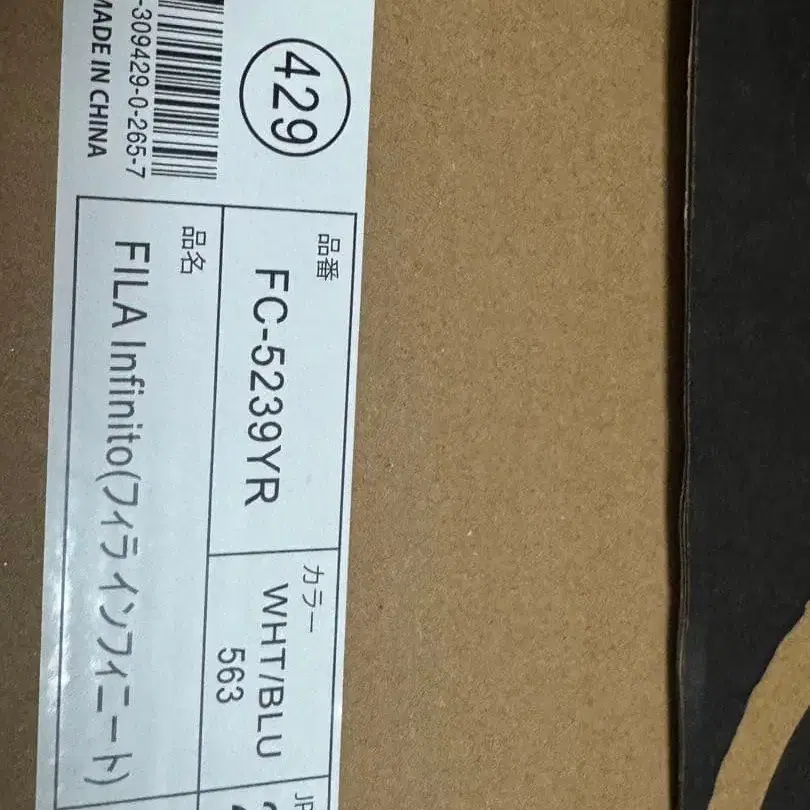 -309429-0-265-7
MADE IN CHINA
429
品番
FC-5239YR
カラー
WHT/BLU
563
品名
FILA Infinito(フィラインフィニート)